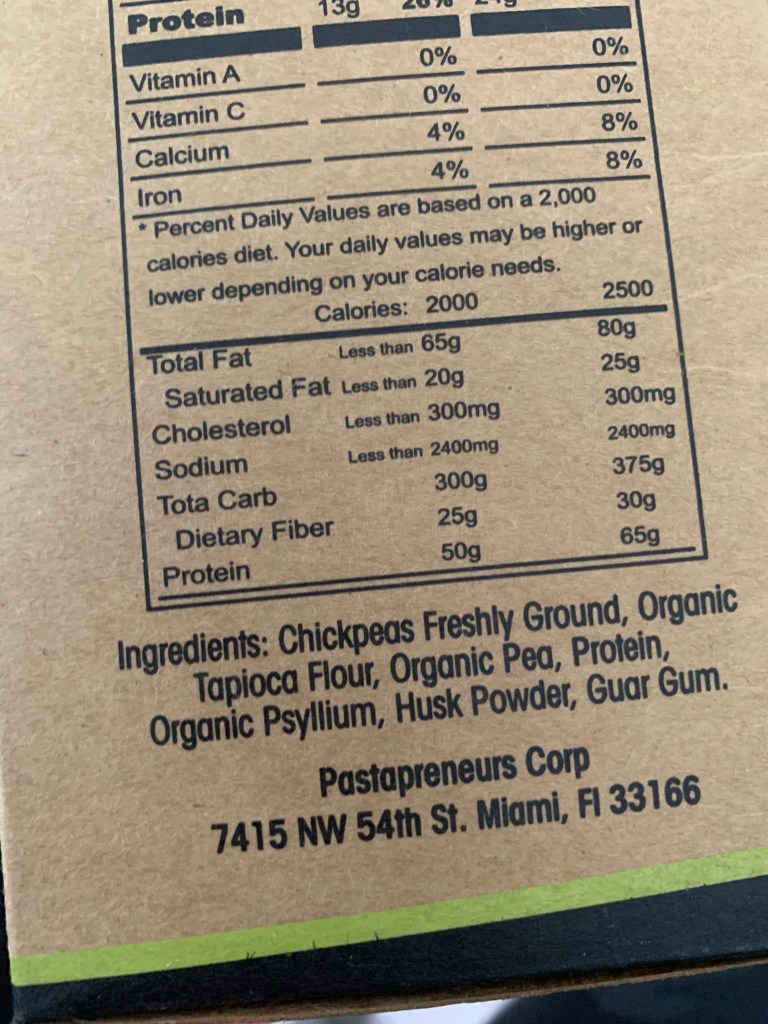 Protein 13g
Vitamin A 0% 0%
Vitamin C 0% 0%
Calcium 4% 8%
Iron 4% 8%
* Percent Daily Values are based on a 2,000
calories diet. Your daily values may be higher or
lower depending on your calorie needs.
Calories: 2000 2500
Total Fat Less than 65g 80g
Saturated Fat Less than 20g 25g
Cholesterol Less than 300mg 300mg
Sodium Less than 2400mg 2400mg
Tota Carb 300g 375g
Dietary Fiber 25g 30g
Protein 50g 65g
Ingredients: Chickpeas Freshly Ground, Organic
Tapioca Flour, Organic Pea, Protein,
Organic Psyllium, Husk Powder, Guar Gum.
Pastapreneurs Corp
7415 NW 54th St. Miami, Fl 33166